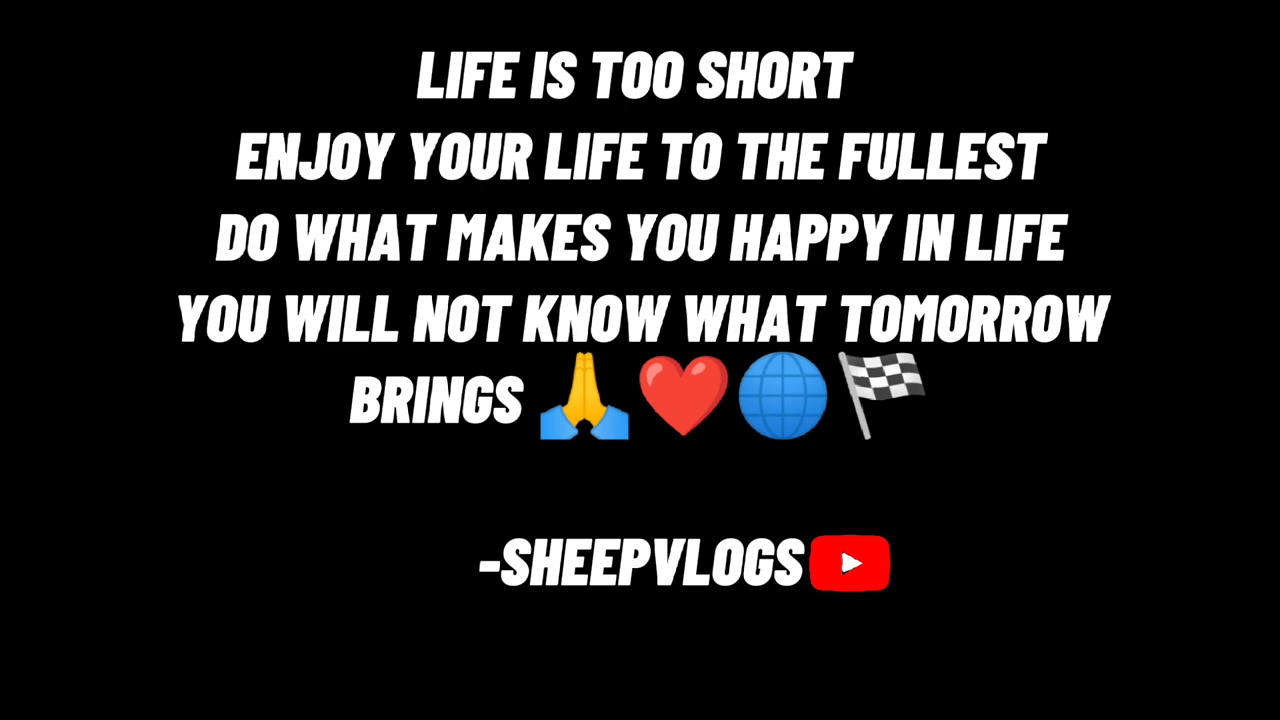 LIFE IS TOO SHORT
ENJOY YOUR LIFE TO THE FULLEST
DO WHAT MAKES YOU HAPPY IN LIFE
YOU WILL NOT KNOW WHAT TOMORROW
BRINGS 🙏❤️🌐🏁
-SHEEPVLOGS